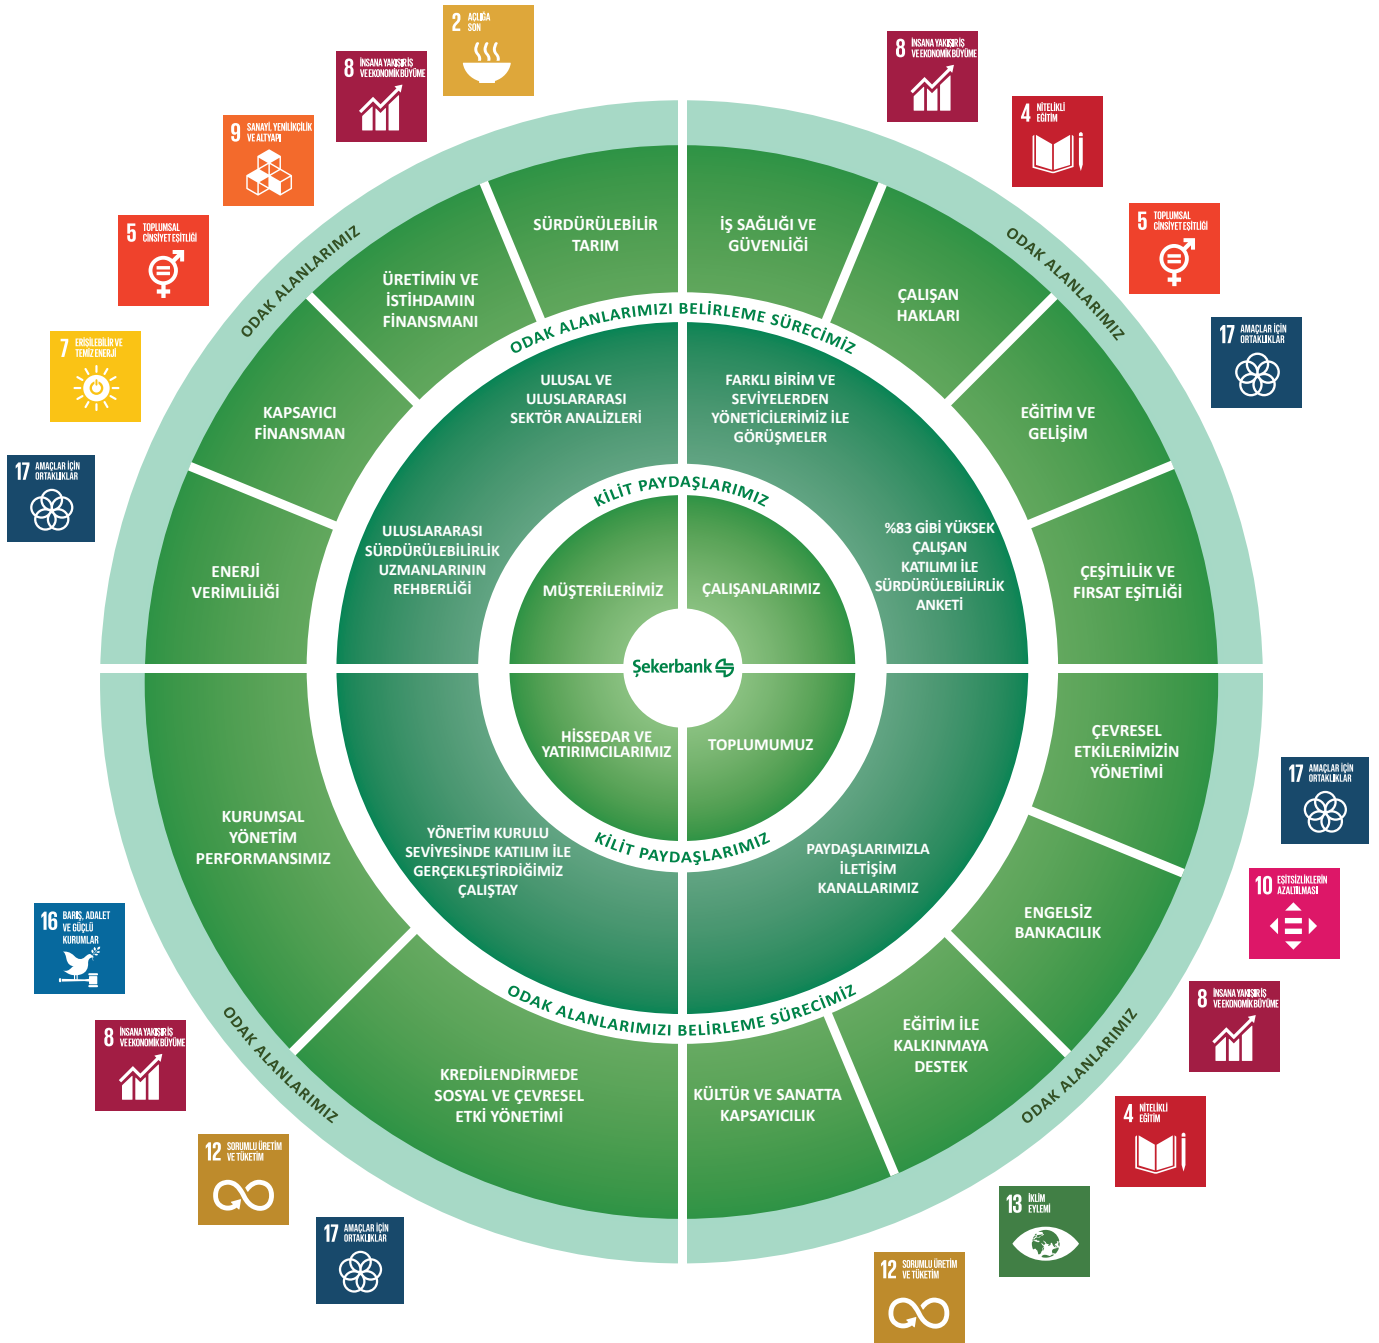 2 AÇLIĞA
SON
8 İNSANA YAKIŞIR İŞ
VE EKONOMİK BÜYÜME
9 SANAYİ, YENİLİKÇİLİK
VE ALTYAPI
5 TOPLUMSAL
CİNSİYET EŞİTLİĞİ
7 ERİŞİLEBİLİR VE
TEMİZ ENERJİ
17 AMAÇLAR İÇİN
ORTAKLIKLAR
8 İNSANA YAKIŞIR İŞ
VE EKONOMİK BÜYÜME
4 NİTELİKLİ
EĞİTİM
5 TOPLUMSAL
CİNSİYET EŞİTLİĞİ
17 AMAÇLAR İÇİN
ORTAKLIKLAR
ODAK ALANLARIMIZ
ODAK ALANLARIMIZ
SÜRDÜRÜLEBİLİR
TARIM
ÜRETİMİN VE
İSTİHDAMIN
FİNANSMANI
KAPSAYICI
FİNANSMAN
ENERJİ
VERİMLİLİĞİ
İŞ SAĞLIĞI VE
GÜVENLİĞİ
ÇALIŞAN
HAKLARI
EĞİTİM VE
GELİŞİM
ÇEŞİTLİLİK VE
FIRSAT EŞİTLİĞİ
ODAK ALANLARIMIZI BELİRLEME SÜRECİMİZ
ULUSAL VE
ULUSLARARASI
SEKTÖR ANALİZLERİ
FARKLI BİRİM VE
SEVİYELERDEN
YÖNETİCİLERİMİZ İLE
GÖRÜŞMELER
ULUSLARARASI
SÜRDÜRÜLEBİLİRLİK
UZMANLARININ
REHBERLİĞİ
%83 GİBİ YÜKSEK
ÇALIŞAN
KATILIMI İLE
SÜRDÜRÜLEBİLİRLİK
ANKETİ
KİLİT PAYDAŞLARIMIZ
MÜŞTERİLERİMİZ
ÇALIŞANLARIMIZ
Şekerbank
HİSSEDAR VE
YATIRIMCILARIMIZ
TOPLUMUMUZ
KİLİT PAYDAŞLARIMIZ
YÖNETİM KURULU
SEVİYESİNDE KATILIM İLE
GERÇEKLEŞTİRDİĞİMİZ
ÇALIŞTAY
PAYDAŞLARIMIZLA
İLETİŞİM
KANALLARIMIZ
ODAK ALANLARIMIZI BELİRLEME SÜRECİMİZ
KURUMSAL
YÖNETİM
PERFORMANSIMIZ
KREDİLENDİRMEDE
SOSYAL VE ÇEVRESEL
ETKİ YÖNETİMİ
ÇEVRESEL
ETKİLERİMİZİN
YÖNETİMİ
ENGELSİZ
BANKACILIK
EĞİTİM İLE
KALKINMAYA
DESTEK
KÜLTÜR VE SANATTA
KAPSAYICILIK
ODAK ALANLARIMIZ
ODAK ALANLARIMIZ
16 BARIŞ, ADALET
VE GÜÇLÜ
KURUMLAR
8 İNSANA YAKIŞIR İŞ
VE EKONOMİK BÜYÜME
12 SORUMLU ÜRETİM
VE TÜKETİM
17 AMAÇLAR İÇİN
ORTAKLIKLAR
17 AMAÇLAR İÇİN
ORTAKLIKLAR
10 EŞİTSİZLİKLERİN
AZALTILMASI
8 İNSANA YAKIŞIR İŞ
VE EKONOMİK BÜYÜME
4 NİTELİKLİ
EĞİTİM
13 İKLİM
EYLEMİ
12 SORUMLU ÜRETİM
VE TÜKETİM